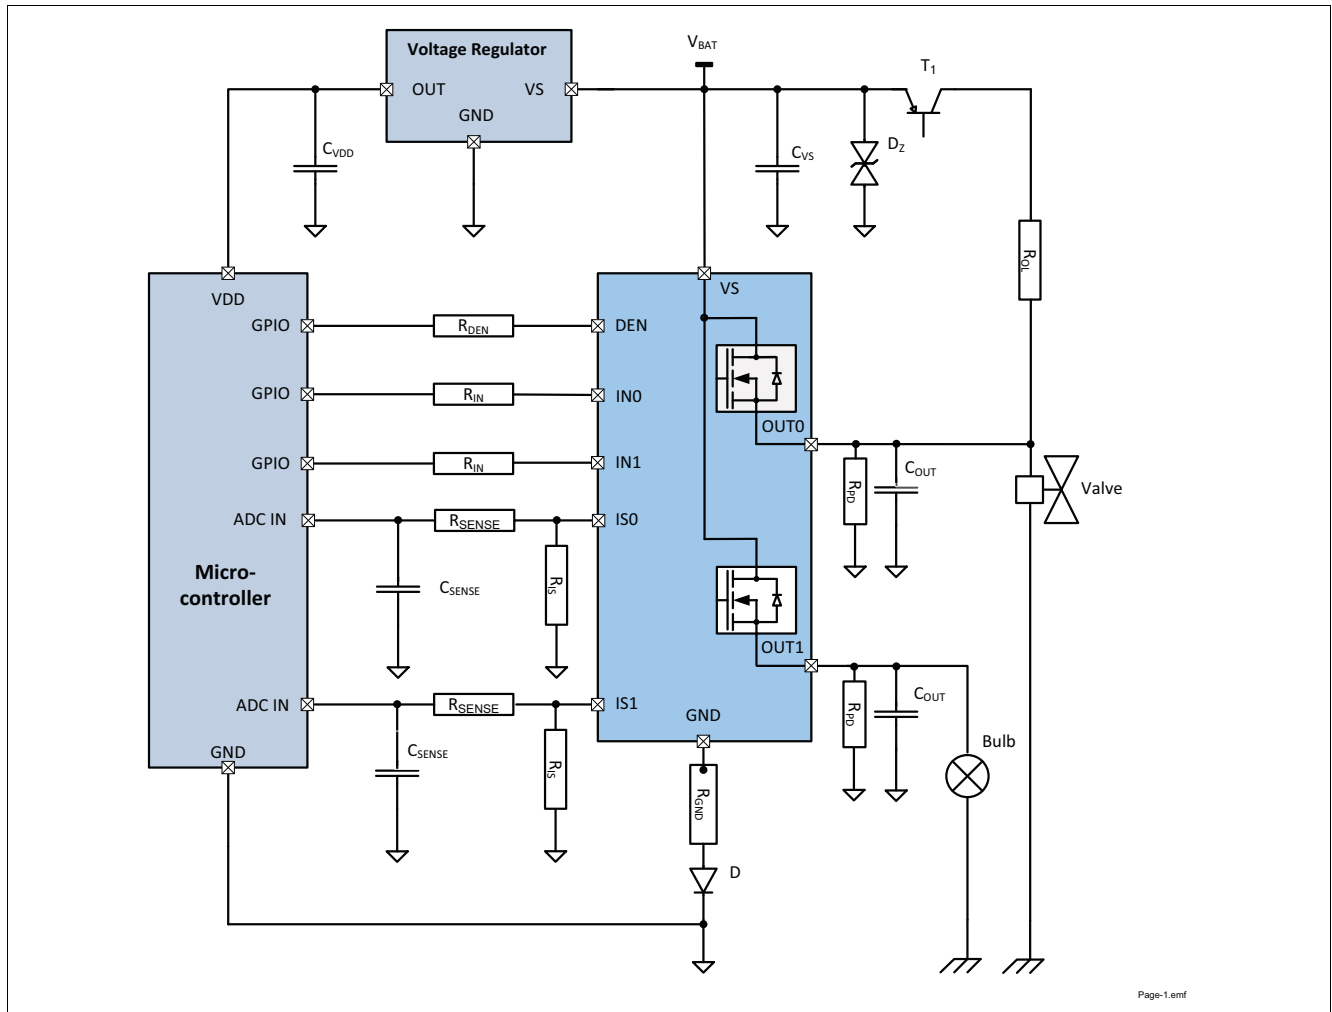 Voltage Regulator
OUT
VS
GND
VBAT
T1
CVDD
CVS
DZ
ROL
VDD
VS
GPIO
RDEN
DEN
GPIO
RIN
IN0
OUT0
GPIO
RIN
IN1
RPD
COUT
Valve
ADC IN
RSENSE
IS0
Micro-
controller
CSENSE
RIS
OUT1
ADC IN
RSENSE
IS1
GND
RPD
COUT
GND
CSENSE
RIS
Bulb
RGND
D
Page-1.emf